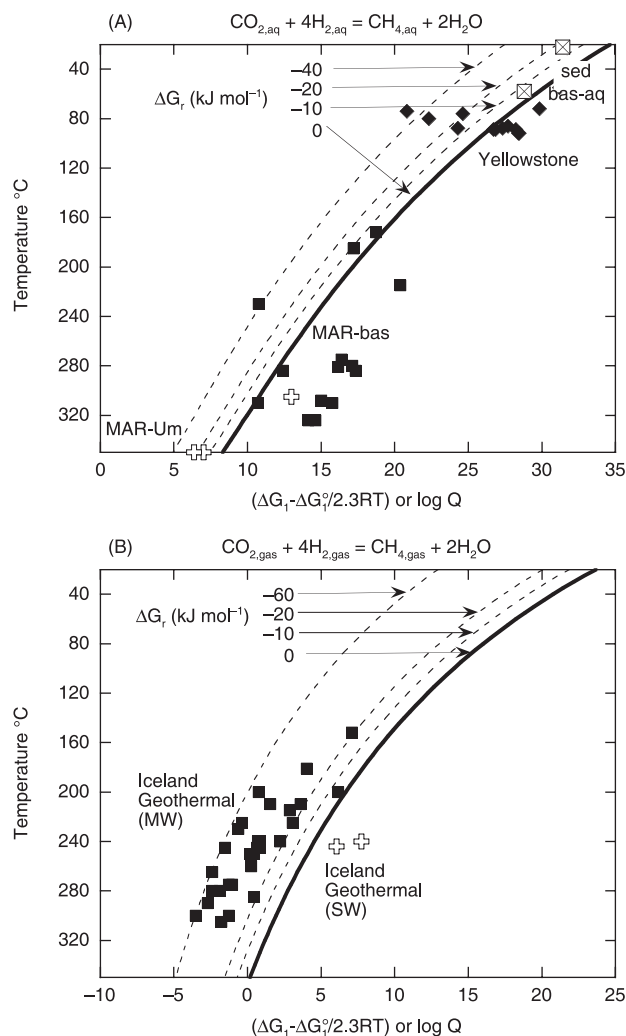 (A) CO2,aq + 4H2,aq = CH4,aq + 2H2O
40
80
120
160
200
240
280
320
Temperature °C
ΔGr (kJ mol−1)
−40
−20
−10
0
sed
bas-aq
Yellowstone
MAR-bas
MAR-Um
0 5 10 15 20 25 30 35
(ΔG1-ΔG1°/2.3RT) or log Q
(B) CO2,gas + 4H2,gas = CH4,gas + 2H2O
40
80
120
160
200
240
280
320
Temperature °C
ΔGr (kJ mol−1)
−60
−20
−10
0
Iceland
Geothermal
(MW)
Iceland
Geothermal
(SW)
−10 −5 0 5 10 15 20 25
(ΔG1-ΔG1°/2.3RT) or log Q